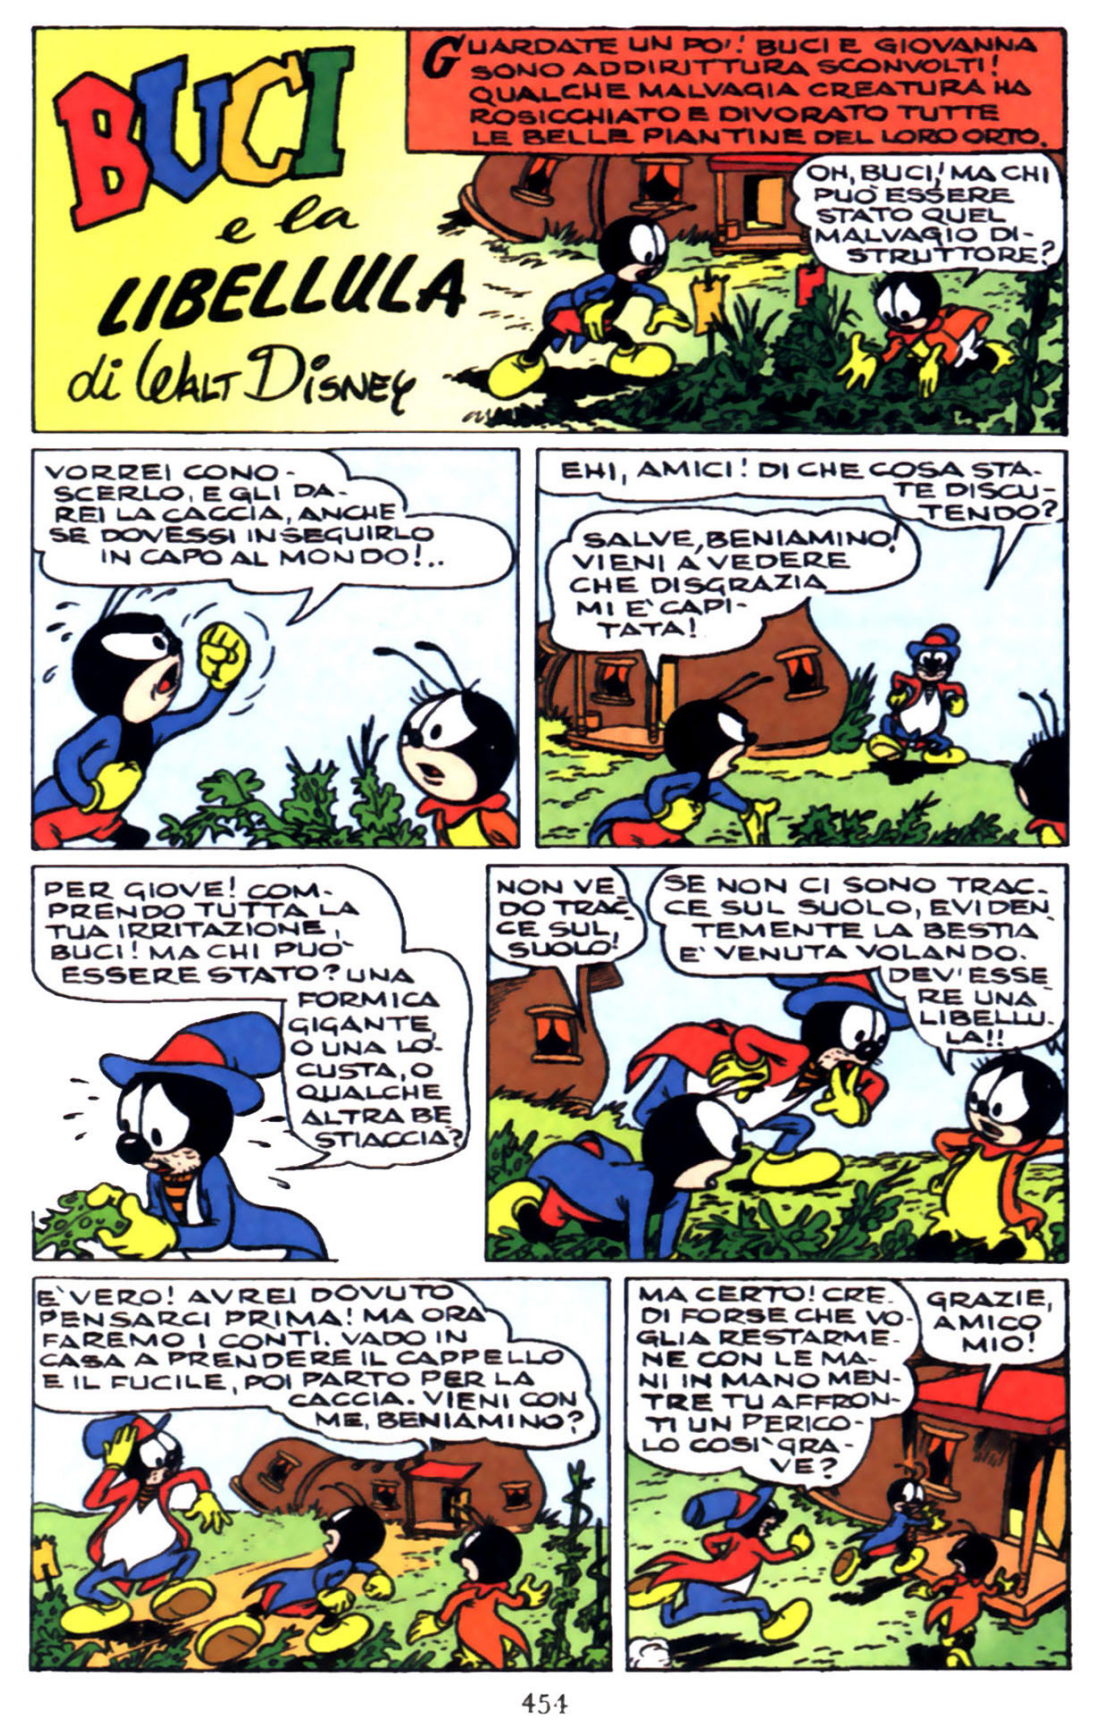 BUCI
e la
LIBELLULA
di WALT DISNEY
GUARDATE UN PO'! BUCI E GIOVANNA
SONO ADDIRITTURA SCONVOLTI!
QUALCHE MALVAGIA CREATURA HA
ROSICCHIATO E DIVORATO TUTTE
LE BELLE PIANTINE DEL LORO ORTO.
OH, BUCI! MA CHI
PUÒ ESSERE
STATO QUEL
MALVAGIO DI-
STRUTTORE?
VORREI CONO-
SCERLO, E GLI DA-
REI LA CACCIA, ANCHE
SE DOVESSI INSEGUIRLO
IN CAPO AL MONDO!..
EHI, AMICI! DI CHE COSA STA-
TE DISCU-
TENDO?
SALVE, BENIAMINO!
VIENI A VEDERE
CHE DISGRAZIA
MI E' CAPI-
TATA!
PER GIOVE! COM-
PRENDO TUTTA LA
TUA IRRITAZIONE,
BUCI! MA CHI PUO'
ESSERE STATO? UNA
FORMICA
GIGANTE,
O UNA LO-
CUSTA, O
QUALCHE
ALTRA BE
STIACCIA?
NON VE
DO TRAC
CE SUL
SUOLO!
SE NON CI SONO TRAC-
CE SUL SUOLO, EVIDEN
TEMENTE LA BESTIA
E' VENUTA VOLANDO.
DEV'ESSE
RE UNA
LIBELLU-
LA!!
E' VERO! AVREI DOVUTO
PENSARCI PRIMA! MA ORA
FAREMO I CONTI. VADO IN
CASA A PRENDERE IL CAPPELLO
E IL FUCILE, POI PARTO PER LA
CACCIA. VIENI CON
ME, BENIAMINO?
MA CERTO! CRE-
DI FORSE CHE VO-
GLIA RESTARME-
NE CON LE MA-
NI IN MANO MEN-
TRE TU AFFRON-
TI UN PERICO-
LO COSI' GRA-
VE?
GRAZIE,
AMICO
MIO!
454